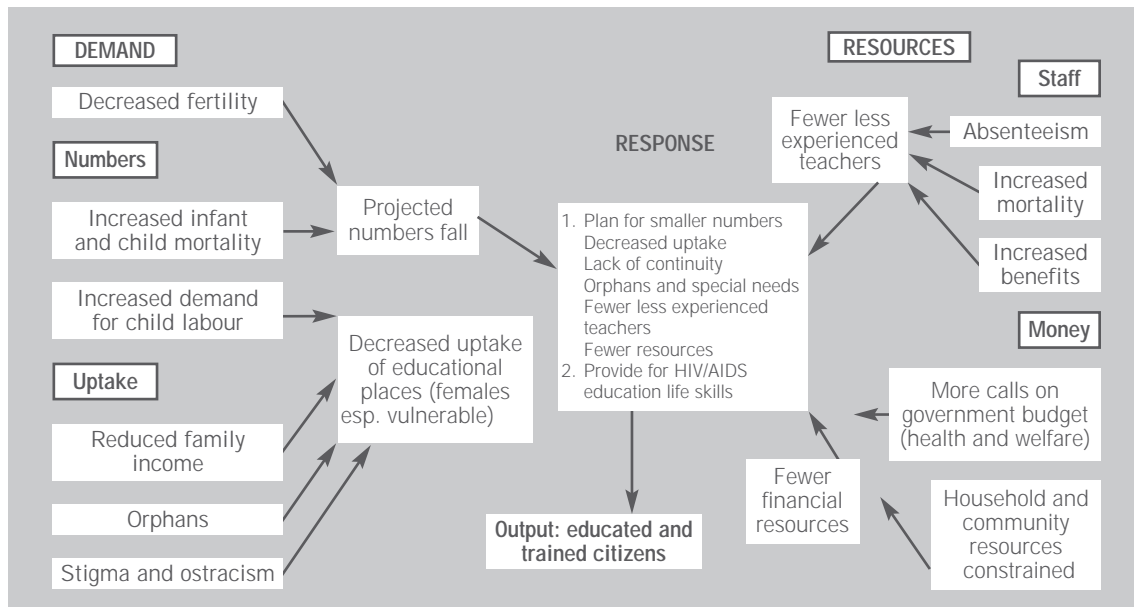 DEMAND
Decreased fertility
Numbers
Increased infant
and child mortality
Increased demand
for child labour
Uptake
Reduced family
income
Orphans
Stigma and ostracism
Projected
numbers fall
Decreased uptake
of educational
places (females
esp. vulnerable)
RESPONSE
1. Plan for smaller numbers
Decreased uptake
Lack of continuity
Orphans and special needs
Fewer less experienced
teachers
Fewer resources
2. Provide for HIV/AIDS
education life skills
Output: educated and
trained citizens
RESOURCES
Staff
Fewer less
experienced
teachers
Absenteeism
Increased
mortality
Increased
benefits
Money
More calls on
government budget
(health and welfare)
Fewer
financial
resources
Household and
community
resources
constrained